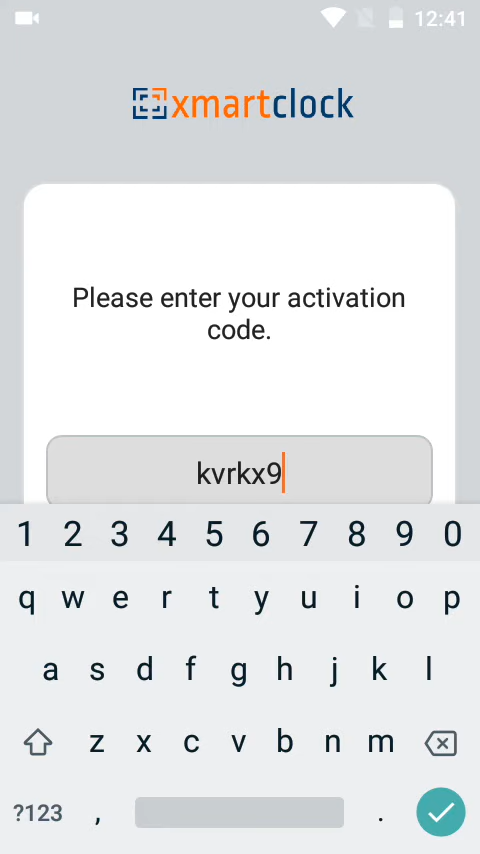 12:41
xmartclock
Please enter your activation
code.
kvrkx9
1 2 3 4 5 6 7 8 9 0
q w e r t y u i o p
a s d f g h j k l
z x c v b n m
?123 , .